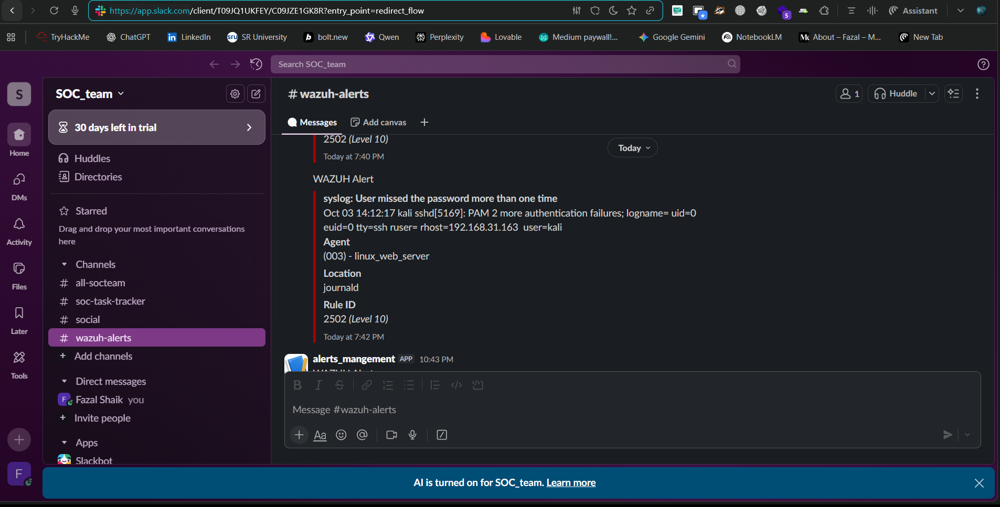 https://app.slack.com/client/T09JQ1UKFEY/C09JZE1GK8R?entry_point=redirect_flow
5
Assistant
TryHackMe
ChatGPT
in LinkedIn
sru SR University
b bolt.new
Qwen
Perplexity
Lovable
Medium paywall!...
Google Gemini
NotebookLM
About – Fazal – M...
New Tab
Search SOC_team
S
Home
DMs
Activity
Files
Later
Tools
F
SOC_team
30 days left in trial
Huddles
Directories
Starred
Drag and drop your most important conversations
here
Channels
# all-socteam
# soc-task-tracker
# social
# wazuh-alerts
+ Add channels
Direct messages
F Fazal Shaik you
+ Invite people
Apps
Slackbot
# wazuh-alerts
1
Huddle
Messages
Add canvas
+
2502 (Level 10)
Today at 7:40 PM
Today
WAZUH Alert
syslog: User missed the password more than one time
Oct 03 14:12:17 kali sshd[5169]: PAM 2 more authentication failures; logname= uid=0
euid=0 tty=ssh ruser= rhost=192.168.31.163  user=kali
Agent
(003) - linux_web_server
Location
journald
Rule ID
2502 (Level 10)
Today at 7:42 PM
alerts_mangement APP 10:43 PM
WAZUH Alert
B I S
Message #wazuh-alerts
+ Aa @
AI is turned on for SOC_team. Learn more